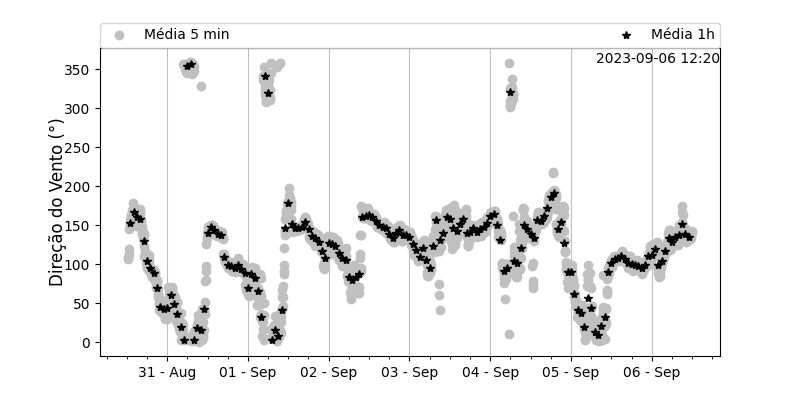 Média 5 min
Média 1h
2023-09-06 12:20
Direção do Vento (°)
350
300
250
200
150
100
50
0
31 - Aug
01 - Sep
02 - Sep
03 - Sep
04 - Sep
05 - Sep
06 - Sep